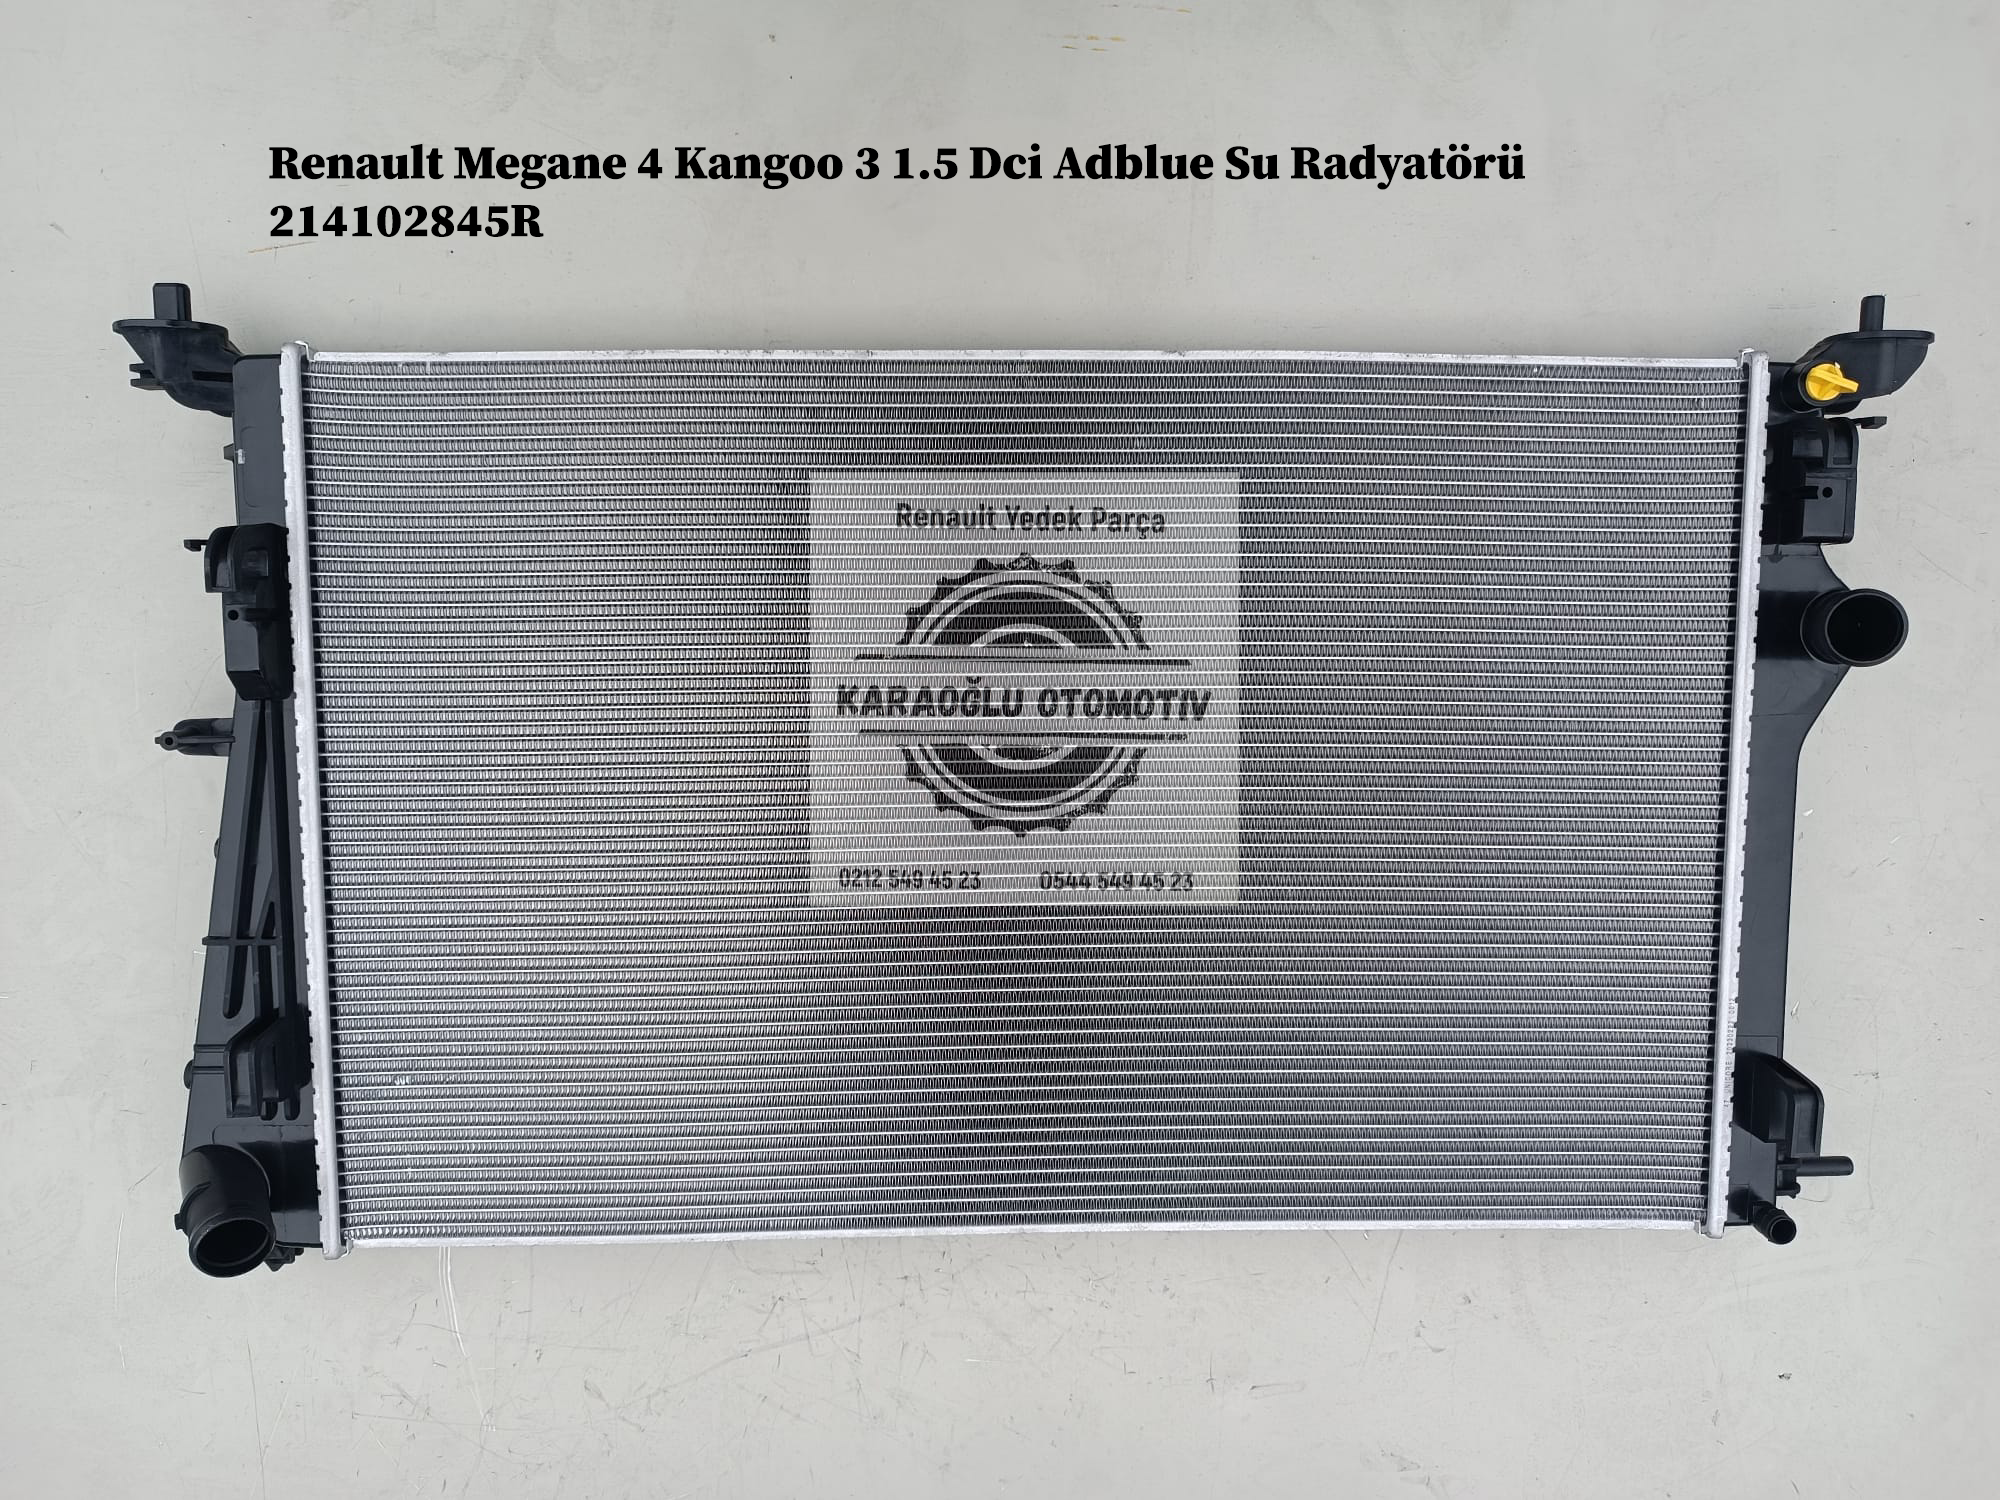 Renault Megane 4 Kangoo 3 1.5 Dci Adblue Su Radyatörü
214102845R
Renault Yedek Parça
KARAOĞLU OTOMOTIV
0212 549 45 23 0544 549 45 23